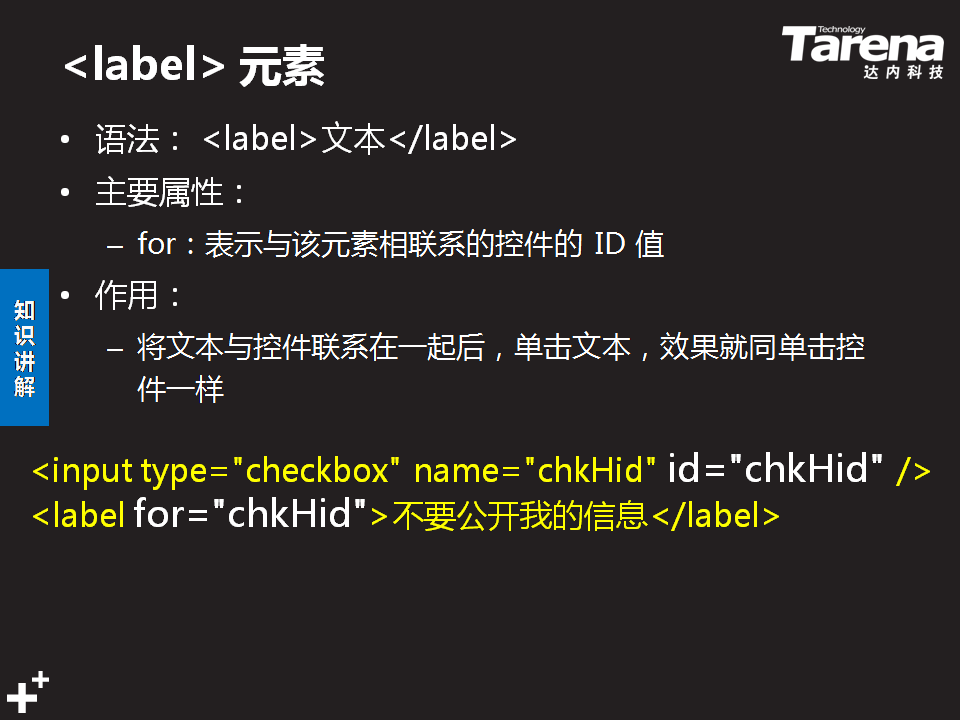 <label> 元素
Technology
Tarena
达内科技
• 语法： <label>文本</label>
• 主要属性：
– for：表示与该元素相联系的控件的 ID 值
• 作用：
– 将文本与控件联系在一起后，单击文本，效果就同单击控
件一样
知
识
讲
解
<input type="checkbox" name="chkHid" id="chkHid" />
<label for="chkHid">不要公开我的信息</label>